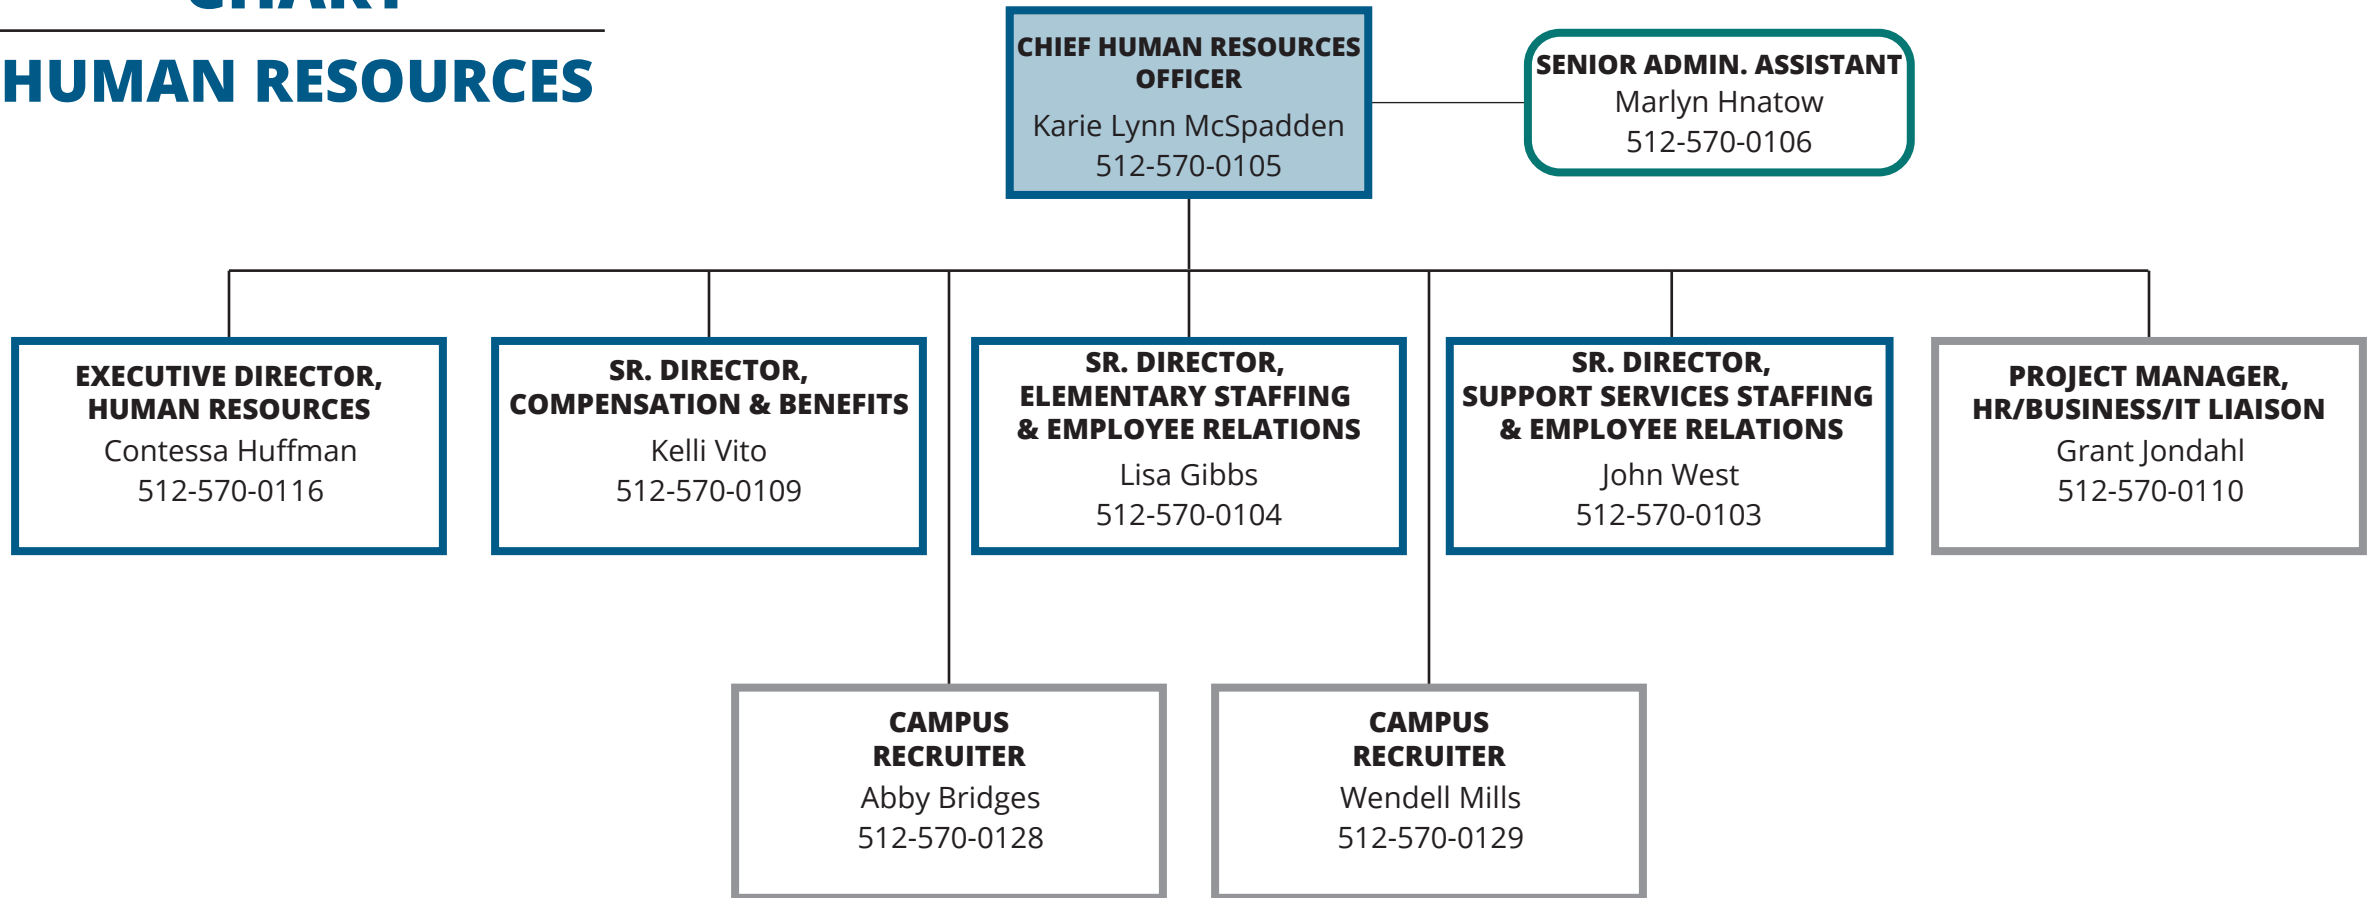 CHART
HUMAN RESOURCES
CHIEF HUMAN RESOURCES
OFFICER
Karie Lynn McSpadden
512-570-0105
SENIOR ADMIN. ASSISTANT
Marlyn Hnatow
512-570-0106
EXECUTIVE DIRECTOR,
HUMAN RESOURCES
Contessa Huffman
512-570-0116
SR. DIRECTOR,
COMPENSATION & BENEFITS
Kelli Vito
512-570-0109
SR. DIRECTOR,
ELEMENTARY STAFFING
& EMPLOYEE RELATIONS
Lisa Gibbs
512-570-0104
SR. DIRECTOR,
SUPPORT SERVICES STAFFING
& EMPLOYEE RELATIONS
John West
512-570-0103
PROJECT MANAGER,
HR/BUSINESS/IT LIAISON
Grant Jondahl
512-570-0110
CAMPUS
RECRUITER
Abby Bridges
512-570-0128
CAMPUS
RECRUITER
Wendell Mills
512-570-0129